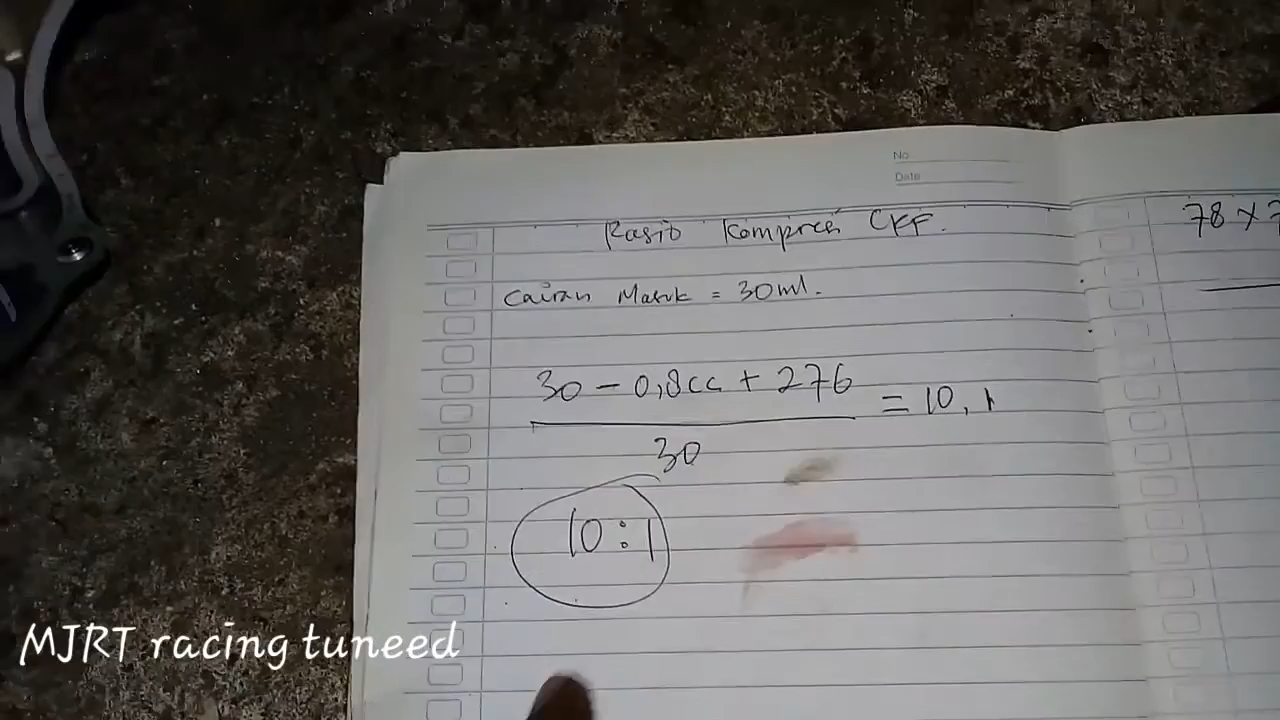 No
Date
Rasio Kompresi CKF.
78 x
Cairan Masuk = 30ml.
30 - 0,8cc + 276 = 10,1
30
10:1
MJRT racing tuneed